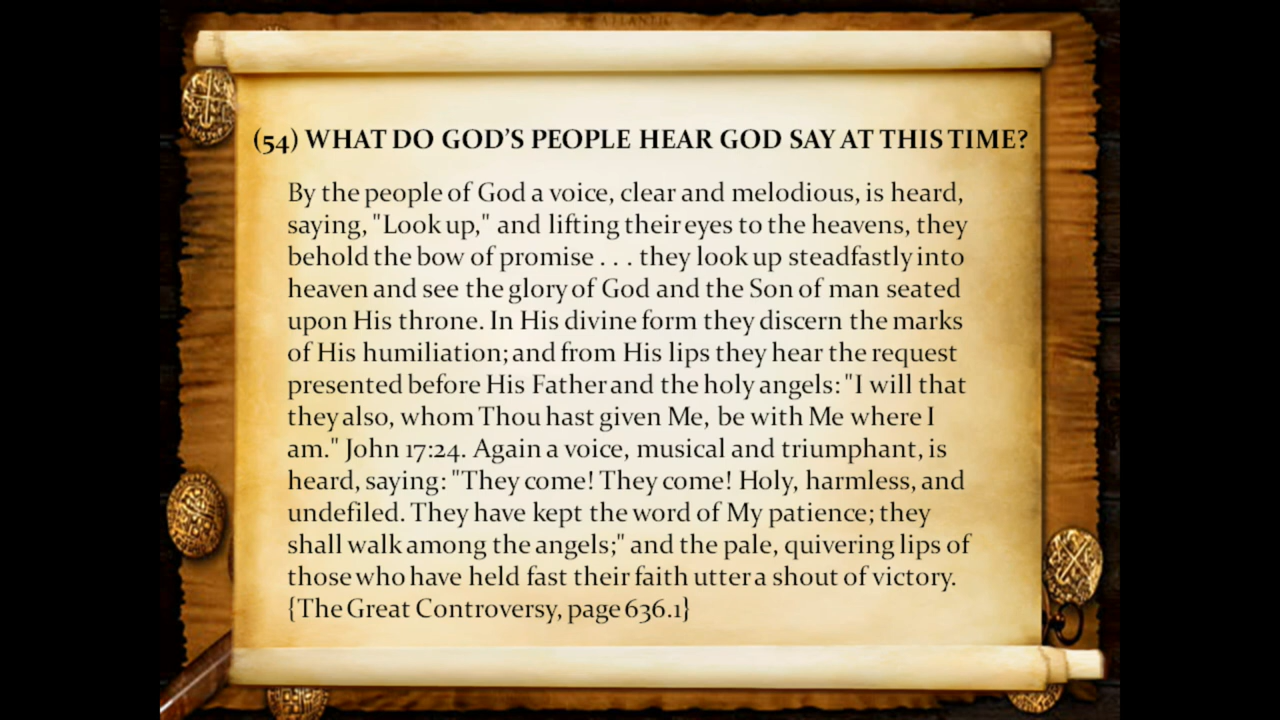 ATLANTIC
(54) WHAT DO GOD’S PEOPLE HEAR GOD SAY AT THIS TIME?
By the people of God a voice, clear and melodious, is heard,
saying, "Look up," and lifting their eyes to the heavens, they
behold the bow of promise . . . they look up steadfastly into
heaven and see the glory of God and the Son of man seated
upon His throne. In His divine form they discern the marks
of His humiliation; and from His lips they hear the request
presented before His Father and the holy angels: "I will that
they also, whom Thou hast given Me, be with Me where I
am." John 17:24. Again a voice, musical and triumphant, is
heard, saying: "They come! They come! Holy, harmless, and
undefiled. They have kept the word of My patience; they
shall walk among the angels;" and the pale, quivering lips of
those who have held fast their faith utter a shout of victory.
{The Great Controversy, page 636.1}